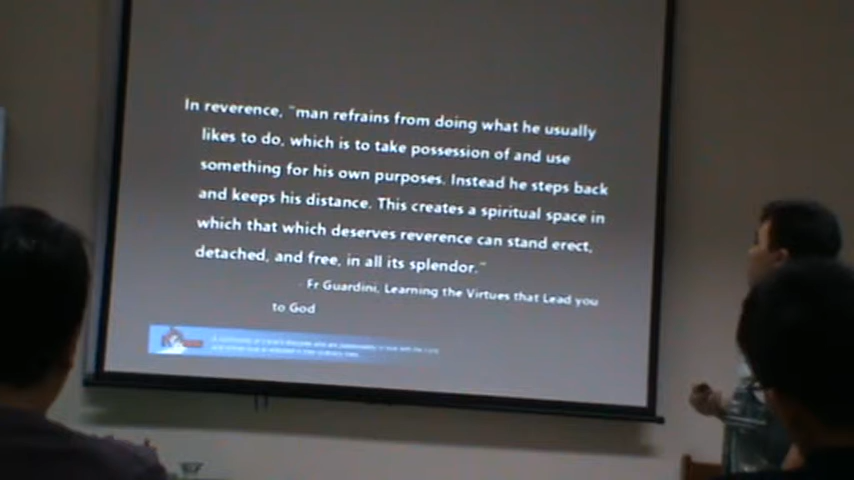 In reverence, "man refrains from doing what he usually
likes to do, which is to take possession of and use
something for his own purposes. Instead he steps back
and keeps his distance. This creates a spiritual space in
which that which deserves reverence can stand erect,
detached, and free, in all its splendor."
- Fr Guardini, Learning the Virtues that Lead you
to God